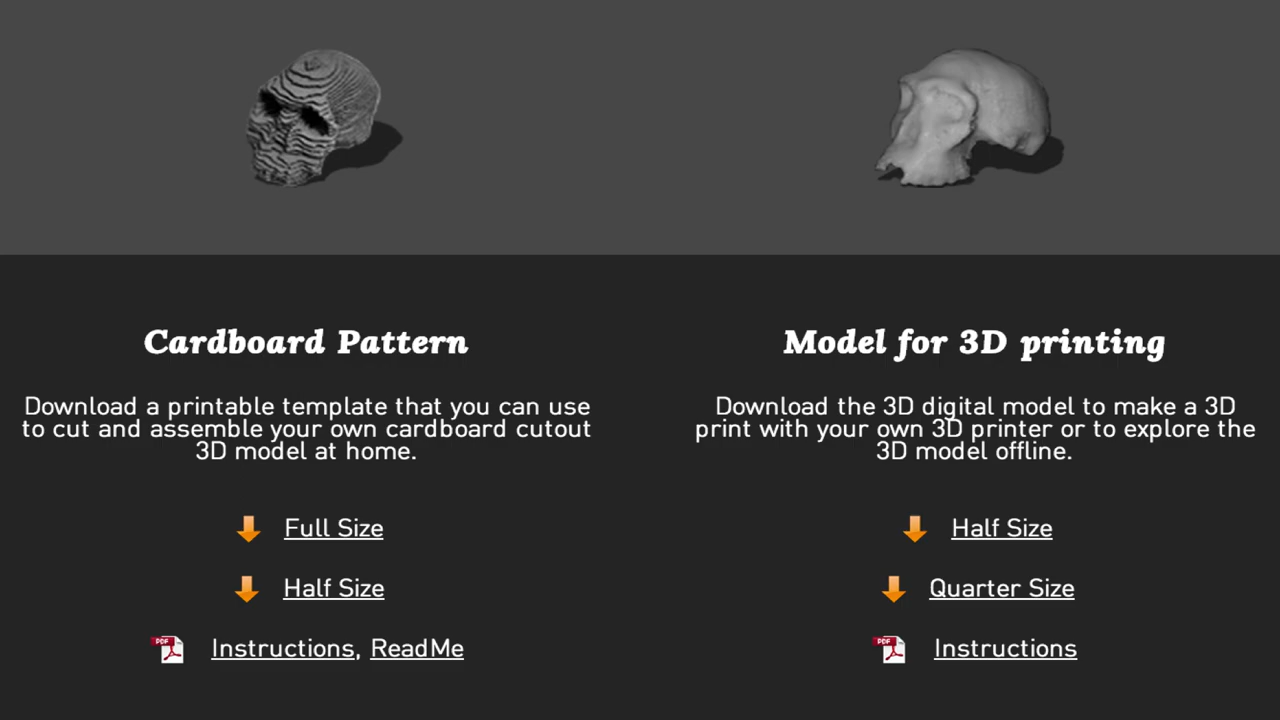 Cardboard Pattern
Download a printable template that you can use
to cut and assemble your own cardboard cutout
3D model at home.
Full Size
Half Size
PDF Instructions, ReadMe
Model for 3D printing
Download the 3D digital model to make a 3D
print with your own 3D printer or to explore the
3D model offline.
Half Size
Quarter Size
PDF Instructions